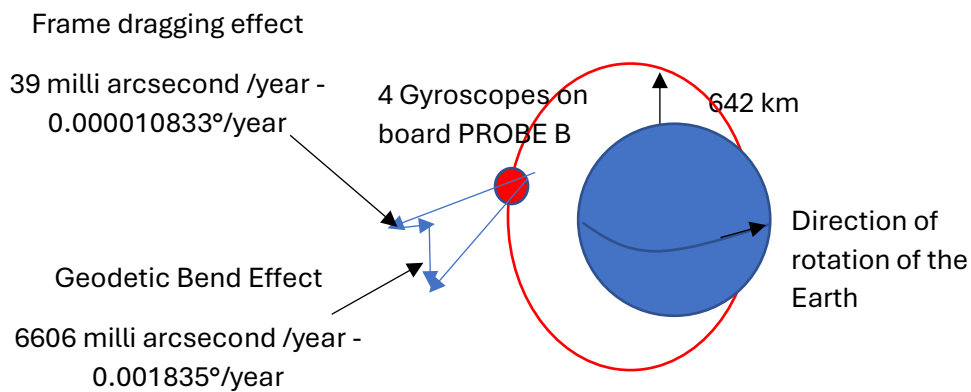 Frame dragging effect
39 milli arcsecond /year -
0.000010833°/year
4 Gyroscopes on
board PROBE B
642 km
Direction of
rotation of the
Earth
Geodetic Bend Effect
6606 milli arcsecond /year -
0.001835°/year